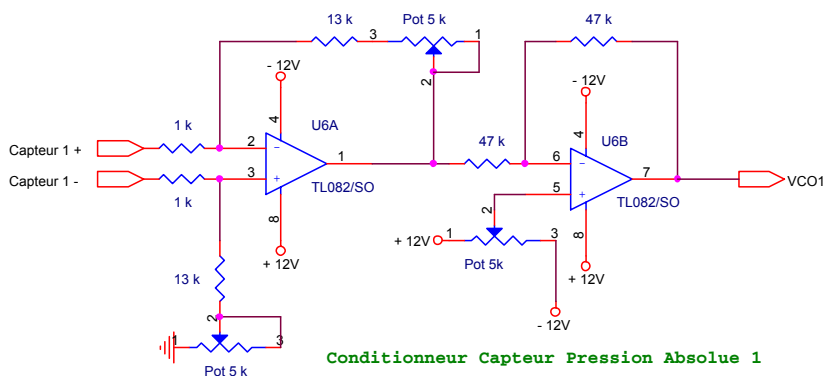 13 k
3
Pot 5 k
1
47 k
2
- 12V
- 12V
4
4
1 k
U6A
U6B
Capteur 1 +
2
−
1
47 k
6
−
7
Capteur 1 -
3
+
TL082/SO
5
+
TL082/SO
VCO1
1 k
8
2
8
+ 12V
1
3
+ 12V
Pot 5k
+ 12V
13 k
- 12V
2
1
3
Pot 5 k
Conditionneur Capteur Pression Absolue 1